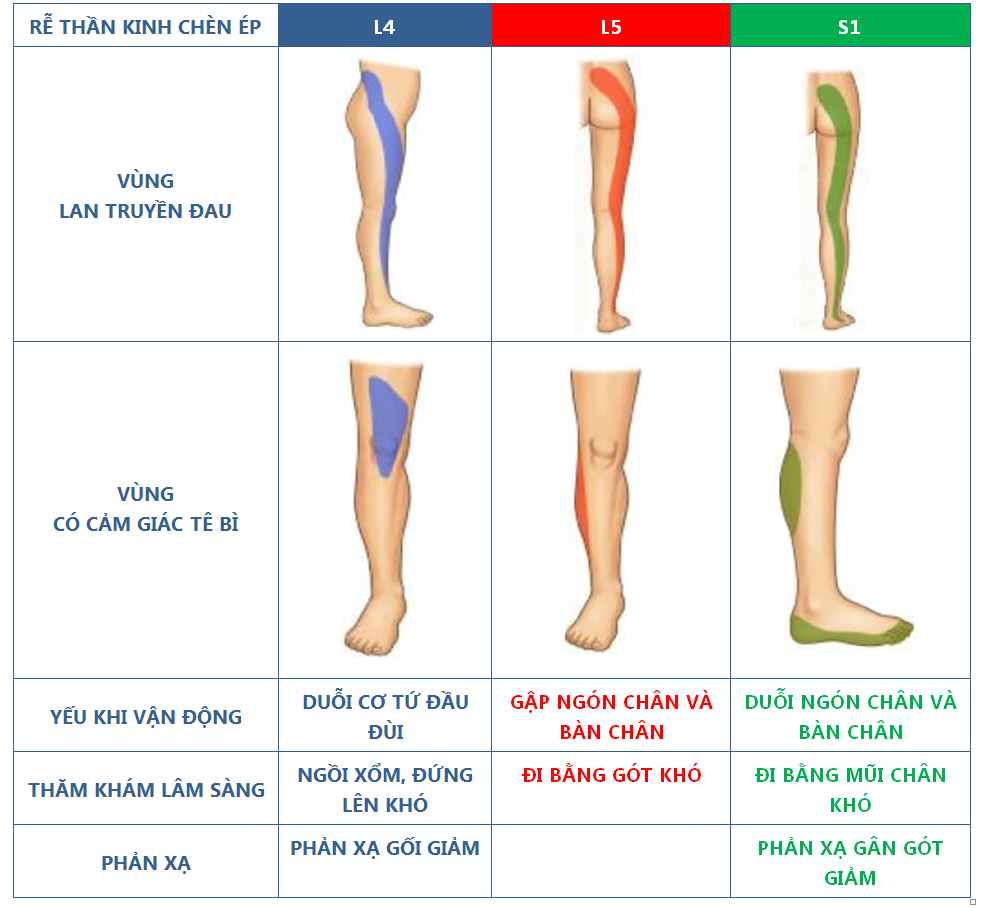 RỄ THẦN KINH CHÈN ÉP
L4
L5
S1
VÙNG
LAN TRUYỀN ĐAU
VÙNG
CÓ CẢM GIÁC TÊ BÌ
YẾU KHI VẬN ĐỘNG
DUỖI CƠ TỨ ĐẦU
ĐÙI
GẬP NGÓN CHÂN VÀ
BÀN CHÂN
DUỖI NGÓN CHÂN VÀ
BÀN CHÂN
THĂM KHÁM LÂM SÀNG
NGỒI XỔM, ĐỨNG
LÊN KHÓ
ĐI BẰNG GÓT KHÓ
ĐI BẰNG MŨI CHÂN
KHÓ
PHẢN XẠ
PHẢN XẠ GỐI GIẢM
PHẢN XẠ GÂN GÓT
GIẢM